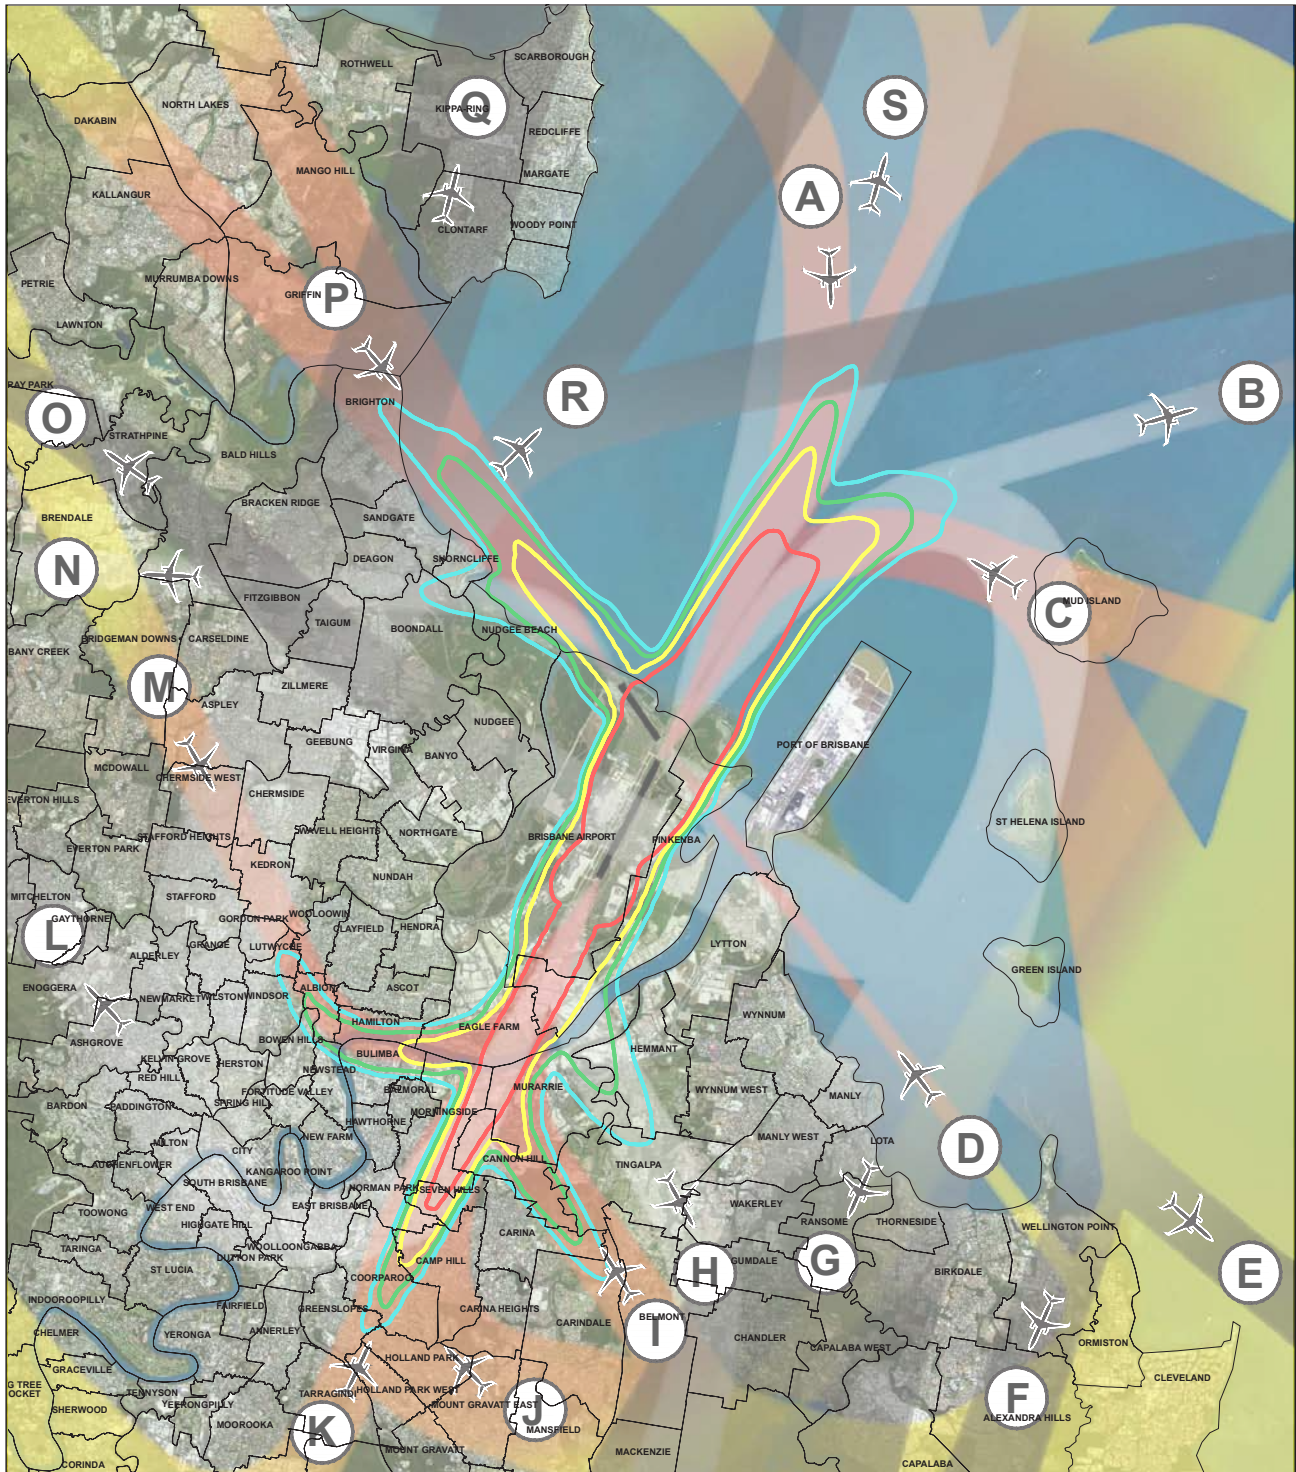 SCARBOROUGH
ROTHWELL
Q
KIPPA-RING
S
NORTH LAKES
DAKABIN
REDCLIFFE
MANGO HILL
MARGATE
A
KALLANGUR
WOODY POINT
CLONTARF
MURRUMBA DOWNS
PETRIE
GRIFFIN
P
LAWNTON
RAY PARK
R
B
BRIGHTON
O
STRATHPINE
BALD HILLS
BRACKEN RIDGE
BRENDALE
SANDGATE
DEAGON
SHORNCLIFFE
N
FITZGIBBON
C
MUD ISLAND
TAIGUM
BOONDALL
NUDGEE BEACH
BRIDGEMAN DOWNS
CARSELDINE
BANY CREEK
ZILLMERE
M
ASPLEY
NUDGEE
GEEBUNG
VIRGINIA
BANYO
PORT OF BRISBANE
MCDOWALL
CHERMSIDE WEST
CHERMSIDE
EVERTON HILLS
ST HELENA ISLAND
STAFFORD HEIGHTS
WAVELL HEIGHTS
NORTHGATE
BRISBANE AIRPORT
PINKENBA
EVERTON PARK
KEDRON
NUNDAH
MITCHELTON
STAFFORD
GAYTHORNE
GORDON PARK
WOOLOOWIN
CLAYFIELD
HENDRA
L
GRANGE
LUTWYCHE
LYTTON
ALDERLEY
GREEN ISLAND
ENOGGERA
NEWMARKET
WILSTON
WINDSOR
ALBION
ASCOT
WYNNUM
HAMILTON
EAGLE FARM
ASHGROVE
BOWEN HILLS
HEMMANT
KELVIN GROVE
HERSTON
BULIMBA
RED HILL
NEWSTEAD
FORTITUDE VALLEY
BALMORAL
MURARRIE
WYNNUM WEST
MANLY
BARDON
PADDINGTON
SPRING HILL
HAWTHORNE
MORNINGSIDE
MILTON
NEW FARM
MANLY WEST
LOTA
D
CITY
AUCHENFLOWER
KANGAROO POINT
CANNON HILL
TINGALPA
SOUTH BRISBANE
NORMAN PARK
SEVEN HILLS
TOOWONG
WEST END
EAST BRISBANE
WAKERLEY
HIGHGATE HILL
RANSOME
THORNESIDE
WELLINGTON POINT
TARINGA
WOOLLOONGABBA
CARINA
DUTTON PARK
CAMP HILL
H
GUMDALE
G
BIRKDALE
E
ST LUCIA
COORPAROO
INDOOROOPILLY
FAIRFIELD
GREENSLOPES
CARINA HEIGHTS
BELMONT
I
CHELMER
YERONGA
ANNERLEY
CARINDALE
CHANDLER
CAPALABA WEST
ORMISTON
GRACEVILLE
HOLLAND PARK
CLEVELAND
G TREE
OCKET
TENNYSON
TARRAGINDI
HOLLAND PARK WEST
F
SHERWOOD
YEERONGPILLY
MOUNT GRAVATT EAST
J
ALEXANDRA HILLS
MOOROOKA
K
MANSFIELD
MOUNT GRAVATT
MACKENZIE
CORINDA
CAPALABA